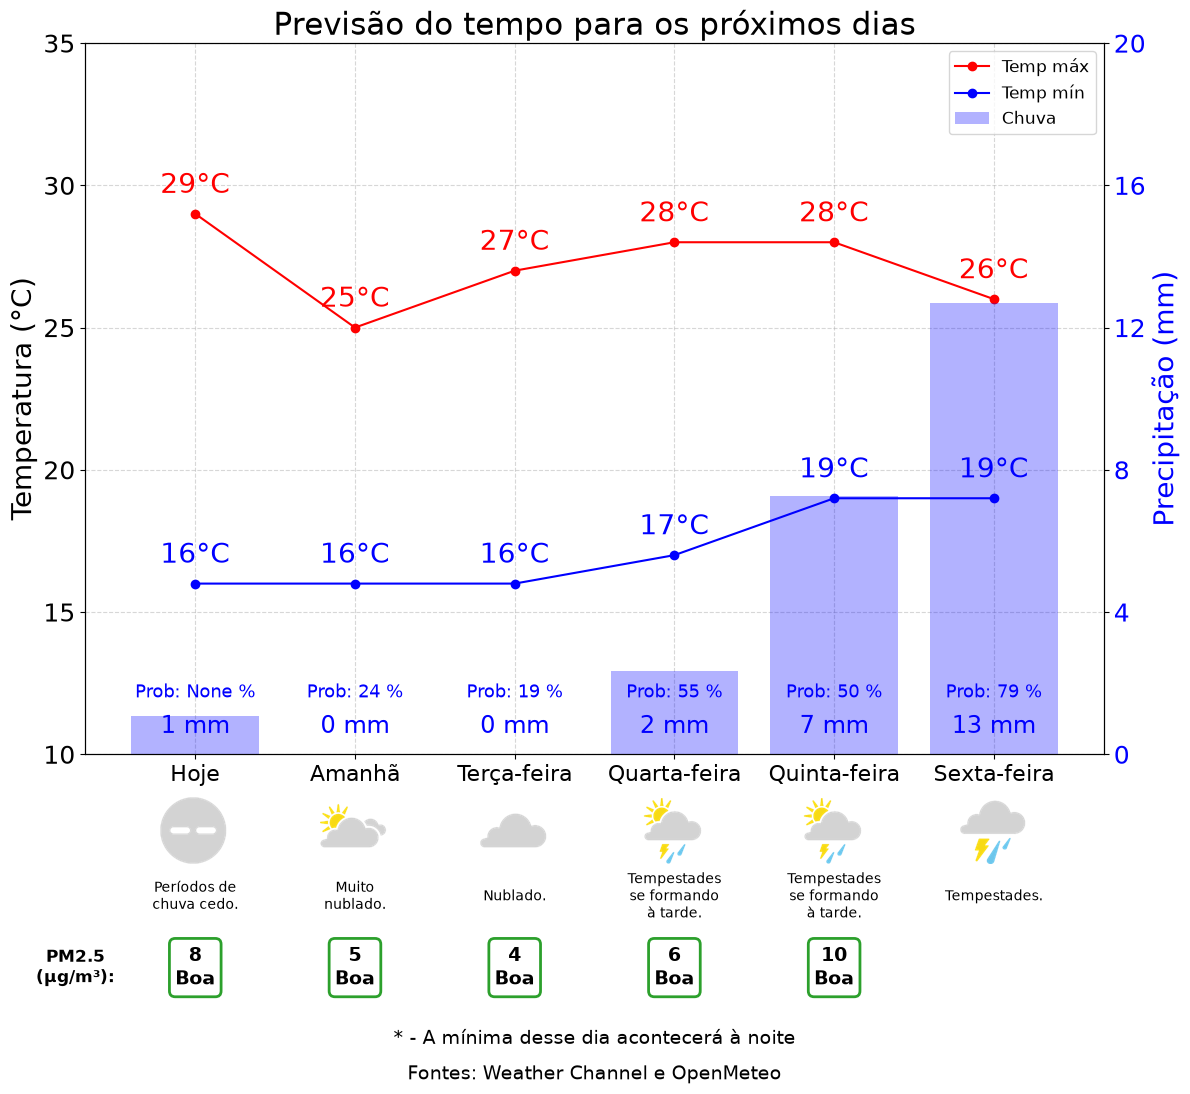 Previsão do tempo para os próximos dias
35
30
25
20
15
10
Temperatura (°C)
20
16
12
8
4
0
Precipitação (mm)
Temp máx
Temp mín
Chuva
29°C
25°C
27°C
28°C
28°C
26°C
16°C
16°C
16°C
17°C
19°C
19°C
Prob: None %
Prob: 24 %
Prob: 19 %
Prob: 55 %
Prob: 50 %
Prob: 79 %
1 mm
0 mm
0 mm
2 mm
7 mm
13 mm
Hoje
Amanhã
Terça-feira
Quarta-feira
Quinta-feira
Sexta-feira
Períodos de
chuva cedo.
Muito
nublado.
Nublado.
Tempestades
se formando
à tarde.
Tempestades
se formando
à tarde.
Tempestades.
PM2.5
(µg/m³):
8
Boa
5
Boa
4
Boa
6
Boa
10
Boa
* - A mínima desse dia acontecerá à noite
Fontes: Weather Channel e OpenMeteo